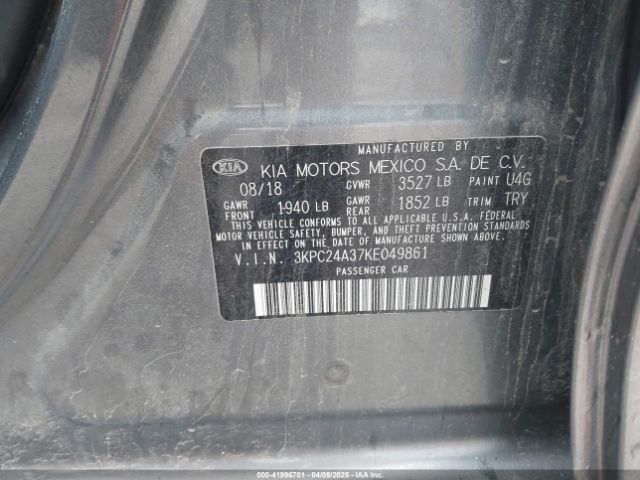 MANUFACTURED BY
KIA KIA MOTORS MEXICO S.A. DE C.V.
08/18 GVWR 3527 LB PAINT U4G
GAWR FRONT 1940 LB GAWR REAR 1852 LB TRIM TRY
THIS VEHICLE CONFORMS TO ALL APPLICABLE U.S.A. FEDERAL
MOTOR VEHICLE SAFETY, BUMPER, AND THEFT PREVENTION STANDARDS
IN EFFECT ON THE DATE OF MANUFACTURE SHOWN ABOVE.
V.I.N. 3KPC24A37KE049861
PASSENGER CAR
000-41996701 - 04/09/2025 - IAAI.COM